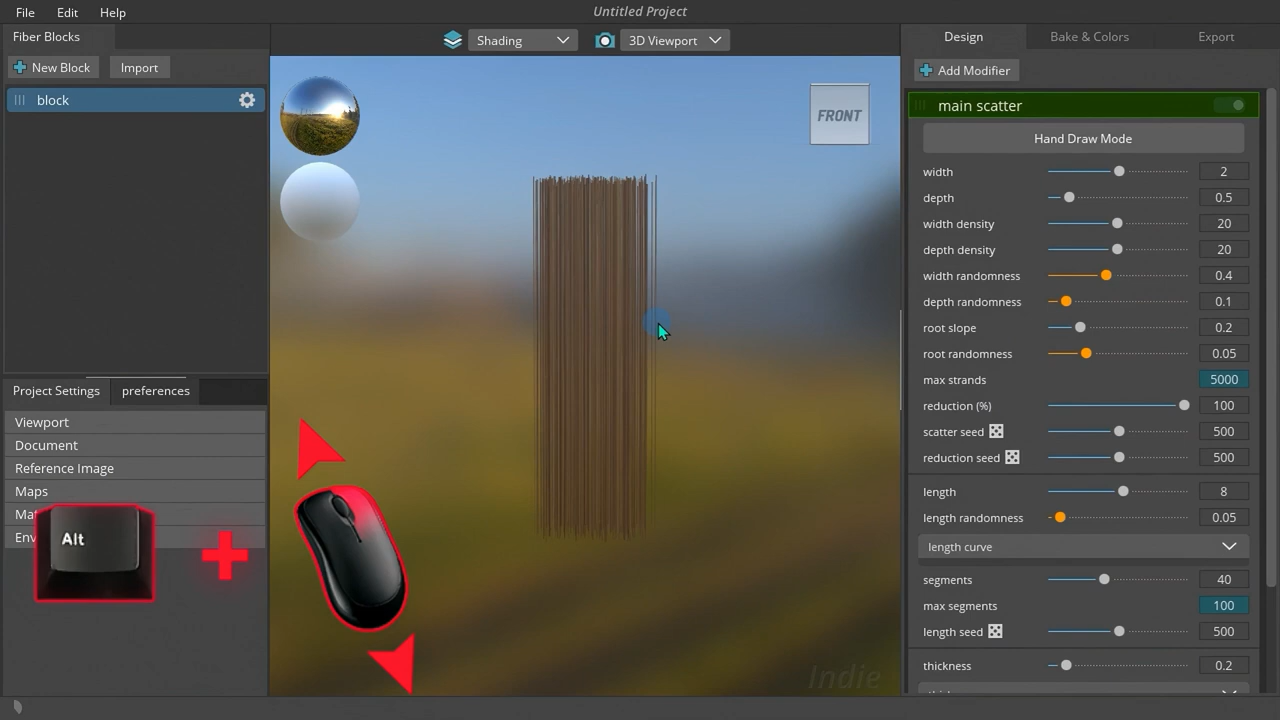 File Edit Help
Untitled Project
Fiber Blocks
New Block Import
block
Project Settings preferences
Viewport
Document
Reference Image
Maps
Alt
Shading
3D Viewport
FRONT
Indie
Design Bake & Colors Export
Add Modifier
main scatter
Hand Draw Mode
width 2
depth 0.5
width density 20
depth density 20
width randomness 0.4
depth randomness 0.1
root slope 0.2
root randomness 0.05
max strands 5000
reduction (%) 100
scatter seed 500
reduction seed 500
length 8
length randomness 0.05
length curve
segments 40
max segments 100
length seed 500
thickness 0.2